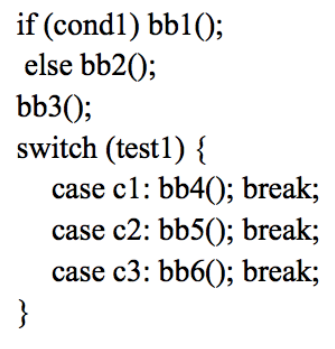 if (cond1) bb1();
else bb2();
bb3();
switch (test1) {
case c1: bb4(); break;
case c2: bb5(); break;
case c3: bb6(); break;
}